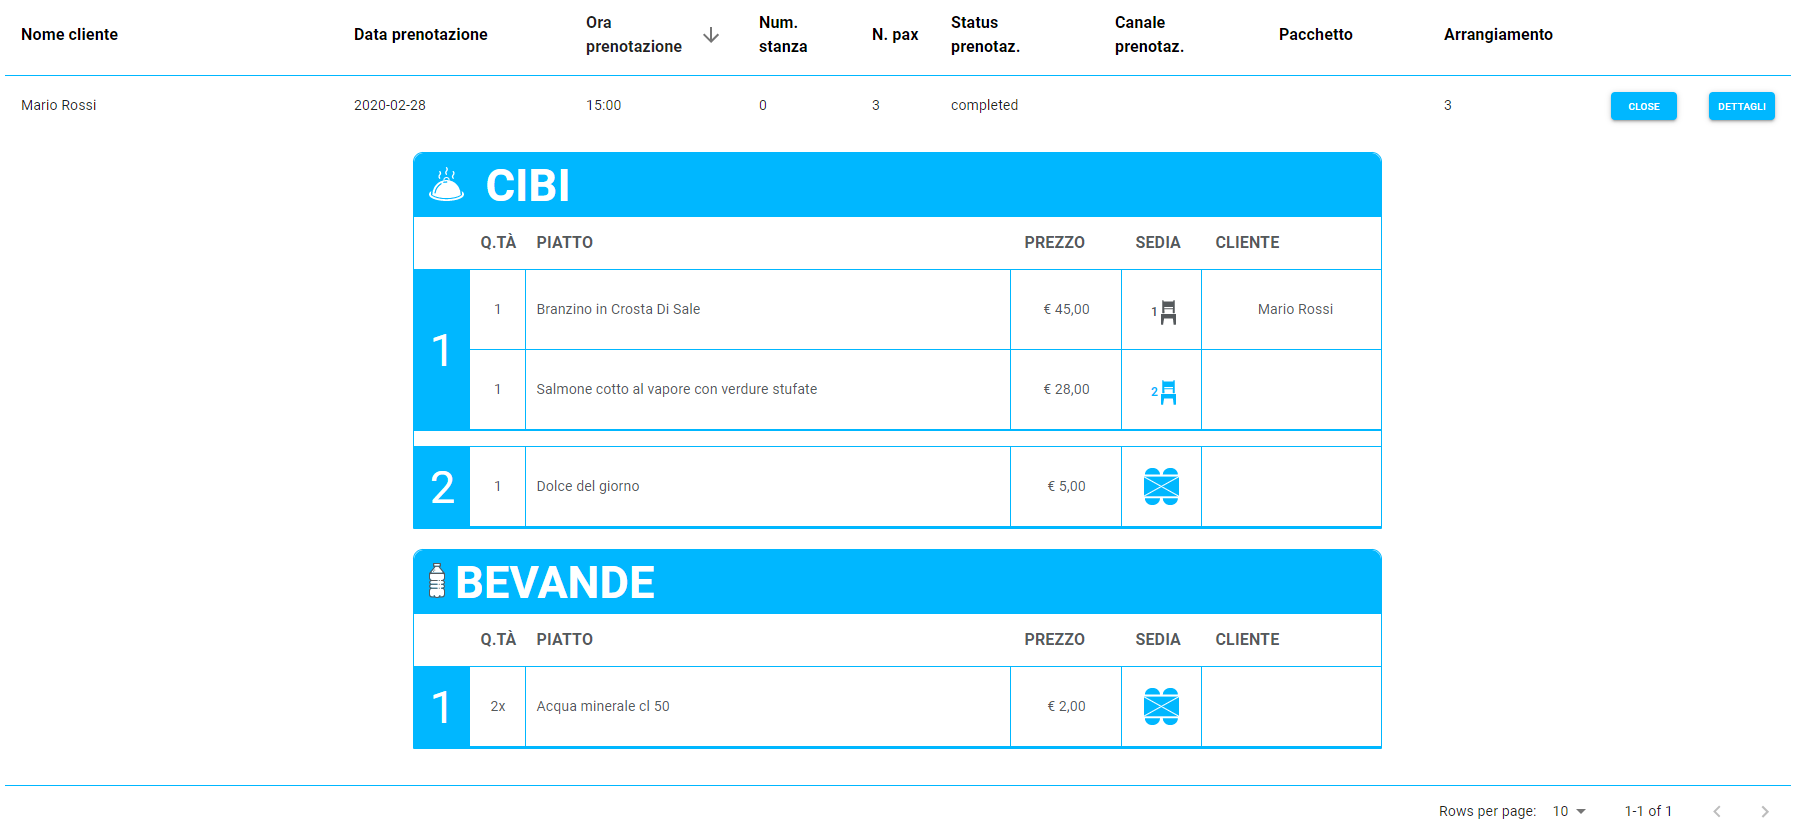 Nome cliente Data prenotazione Ora prenotazione Num. stanza N. pax Status prenotaz. Canale prenotaz. Pacchetto Arrangiamento
Mario Rossi 2020-02-28 15:00 0 3 completed 3 CLOSE DETTAGLI
CIBI
Q.TÀ PIATTO PREZZO SEDIA CLIENTE
1
1 Branzino in Crosta Di Sale € 45,00 1 Mario Rossi
1 Salmone cotto al vapore con verdure stufate € 28,00 2
2 1 Dolce del giorno € 5,00
BEVANDE
Q.TÀ PIATTO PREZZO SEDIA CLIENTE
1 2x Acqua minerale cl 50 € 2,00
Rows per page: 10 1-1 of 1